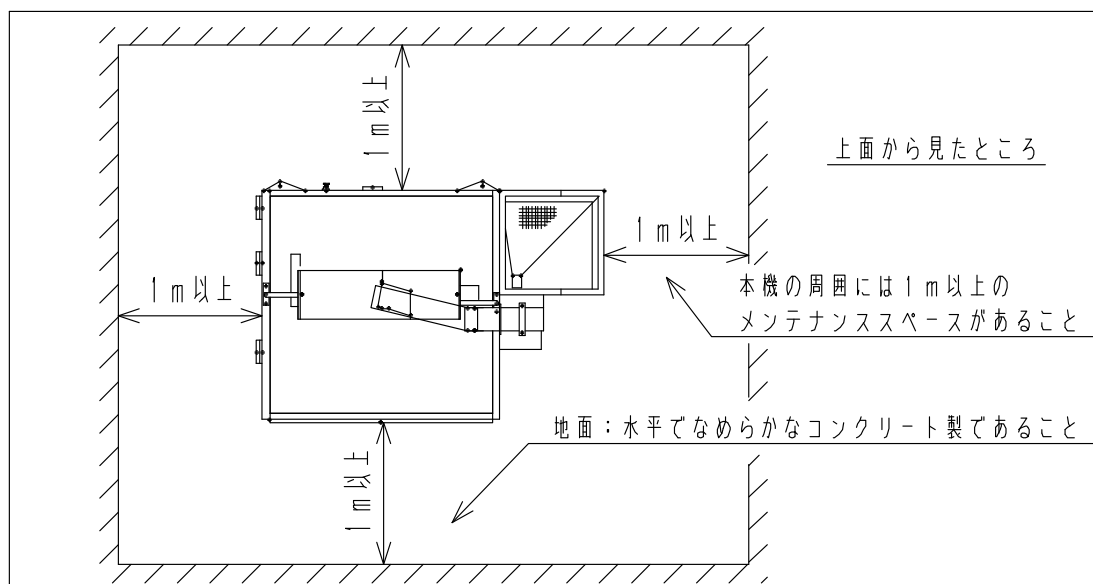 1m以上
上面から見たところ
1m以上
1m以上
本機の周囲には1m以上の
メンテナンススペースがあること
地面：水平でなめらかなコンクリート製であること
1m以上